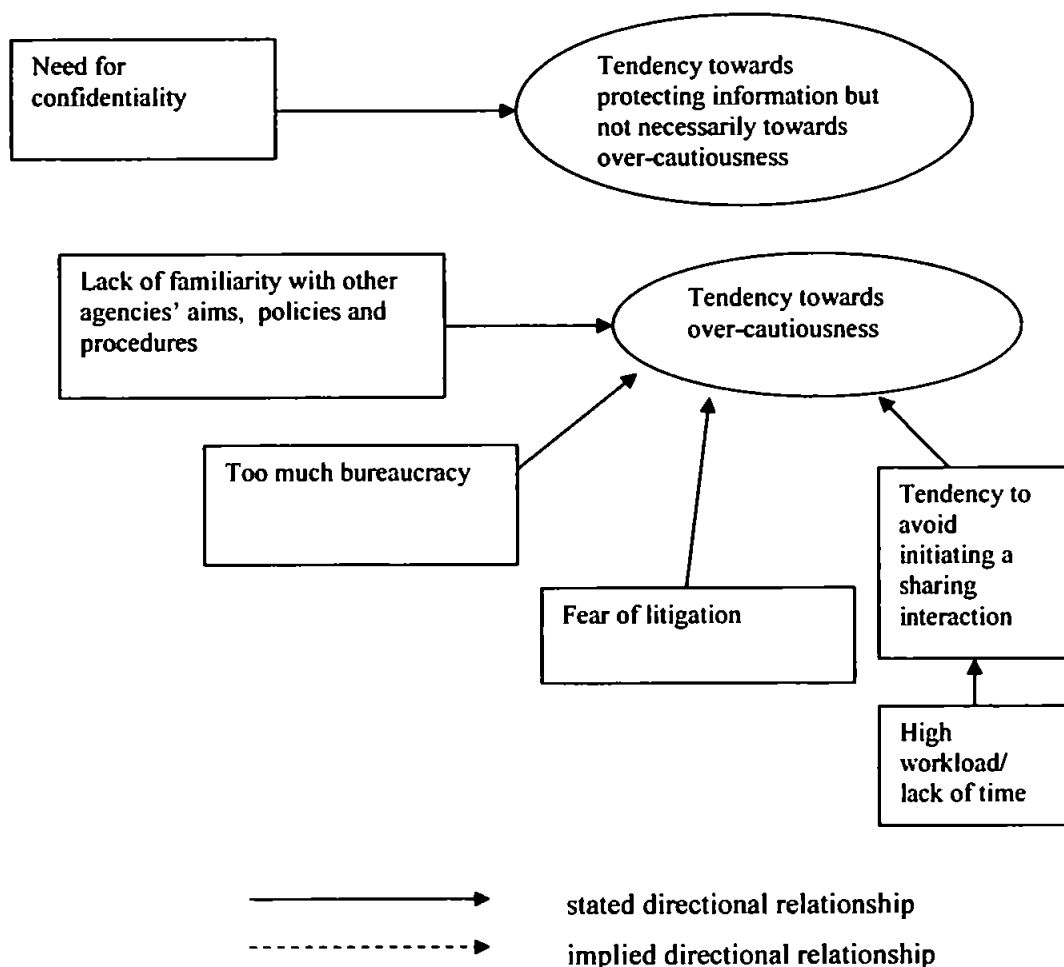 Need for
confidentiality
Tendency towards
protecting information but
not necessarily towards
over-cautiousness
Lack of familiarity with other
agencies' aims, policies and
procedures
Tendency towards
over-cautiousness
Too much bureaucracy
Fear of litigation
Tendency to
avoid
initiating a
sharing
interaction
High
workload/
lack of time
stated directional relationship
implied directional relationship